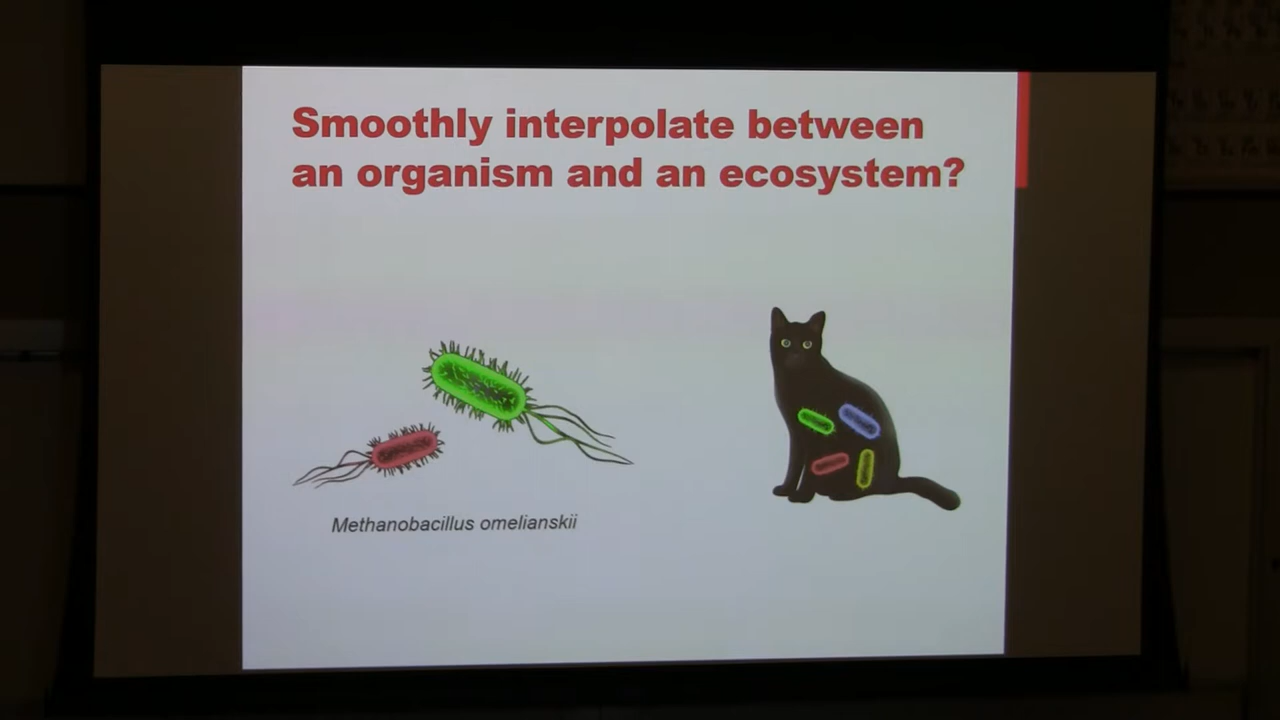 Smoothly interpolate between
an organism and an ecosystem?
Methanobacillus omelianskii